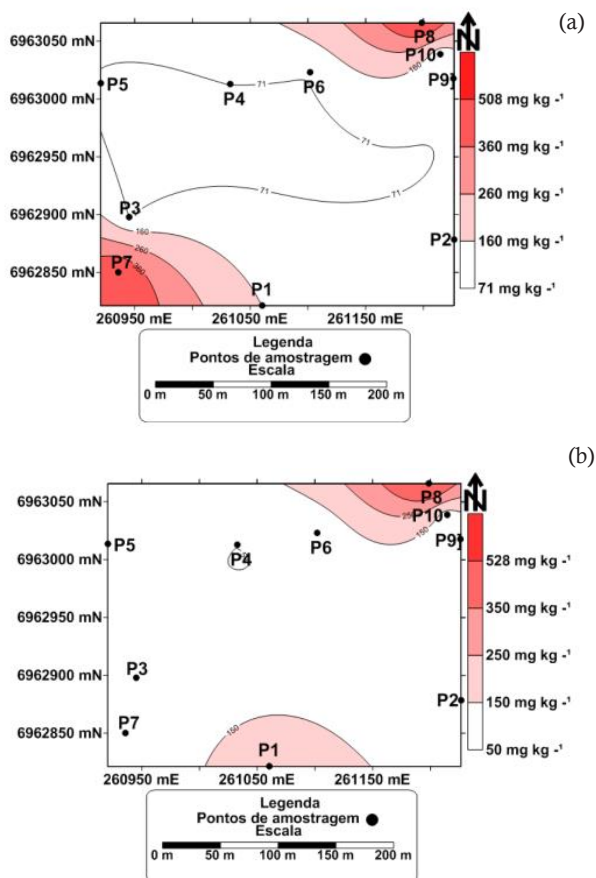 (a)
N
6963050 mN
6963000 mN
6962950 mN
6962900 mN
6962850 mN
P8
P10
P9
P6
P4
P5
P3
P2
P7
P1
160
71
71
71
160
260
360
260950 mE 261050 mE 261150 mE
508 mg kg -1
360 mg kg -1
260 mg kg -1
160 mg kg -1
71 mg kg -1
Legenda
Pontos de amostragem
Escala
0 m 50 m 100 m 150 m 200 m
(b)
N
6963050 mN
6963000 mN
6962950 mN
6962900 mN
6962850 mN
P8
P10
P9
P6
P4
P5
P3
P2
P7
P1
150
150
260950 mE 261050 mE 261150 mE
528 mg kg -1
350 mg kg -1
250 mg kg -1
150 mg kg -1
50 mg kg -1
Legenda
Pontos de amostragem
Escala
0 m 50 m 100 m 150 m 200 m